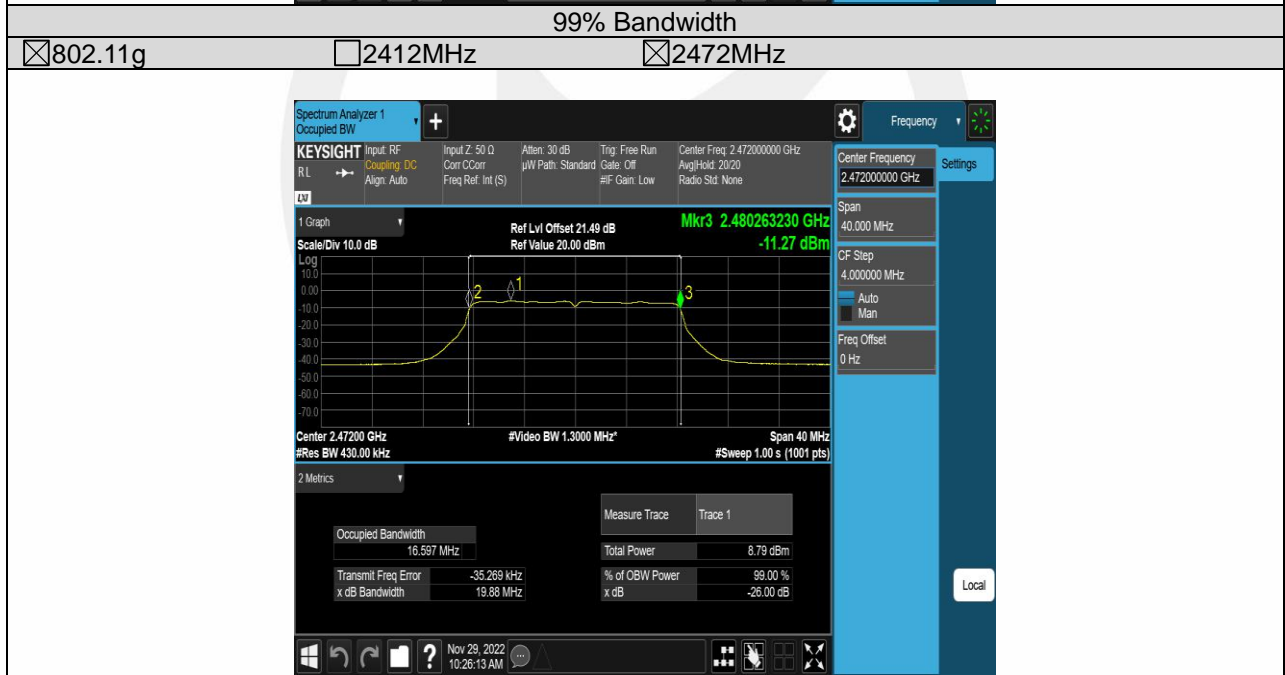 99% Bandwidth
☒802.11g ☐2412MHz ☒2472MHz
Spectrum Analyzer 1
Occupied BW
Frequency
KEYSIGHT Input: RF Input Z: 50 Ω Atten: 30 dB Trig: Free Run Center Freq: 2.472000000 GHz
RL Coupling: DC Corr CCorr µW Path: Standard Gate: Off Avg|Hold: 20/20
Align: Auto Freq Ref: Int (S) #IF Gain: Low Radio Std: None
LXI
Center Frequency
2.472000000 GHz
Settings
Span
40.000 MHz
CF Step
4.000000 MHz
Auto
Man
Freq Offset
0 Hz
Local
1 Graph Ref Lvl Offset 21.49 dB Mkr3 2.480263230 GHz
Scale/Div 10.0 dB Ref Value 20.00 dBm -11.27 dBm
Log
10.0
0.00
-10.0
-20.0
-30.0
-40.0
-50.0
-60.0
-70.0
2 1 3
Center 2.47200 GHz #Video BW 1.3000 MHz* Span 40 MHz
#Res BW 430.00 kHz #Sweep 1.00 s (1001 pts)
2 Metrics
Measure Trace Trace 1
Occupied Bandwidth
16.597 MHz Total Power 8.79 dBm
Transmit Freq Error -35.269 kHz % of OBW Power 99.00 %
x dB Bandwidth 19.88 MHz x dB -26.00 dB
? Nov 29, 2022
10:26:13 AM